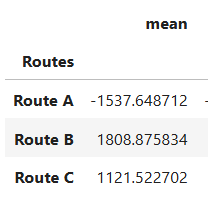 mean
Routes
Route A -1537.648712
Route B 1808.875834
Route C 1121.522702